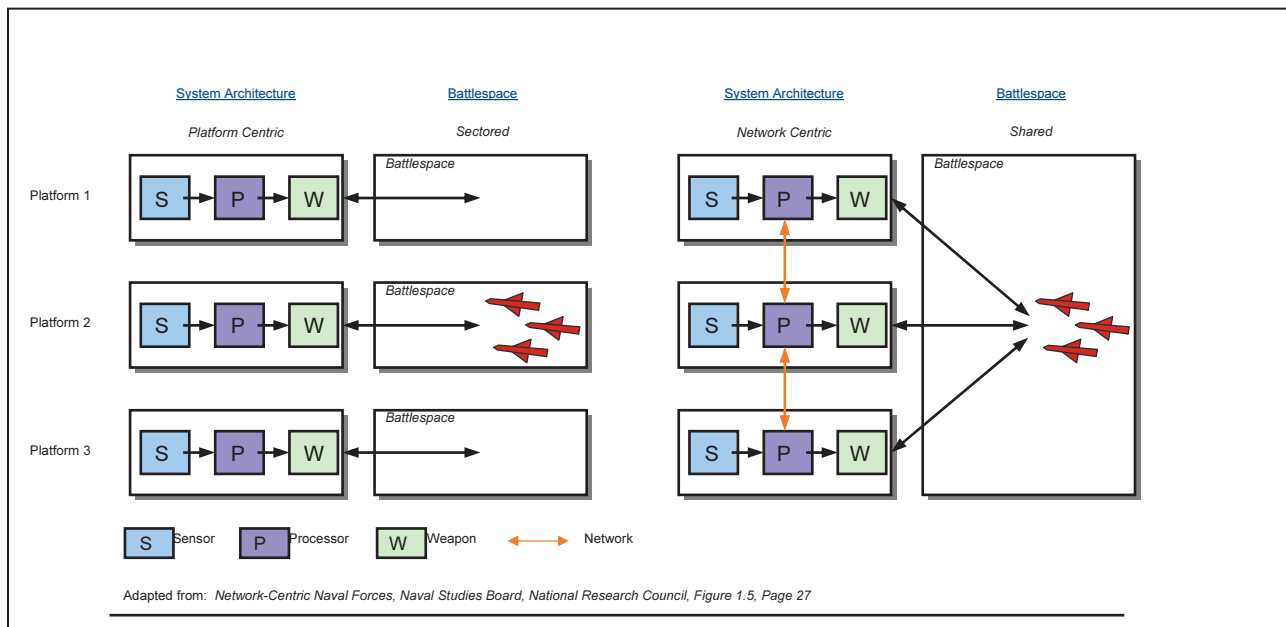 System Architecture Battlespace System Architecture Battlespace
Platform Centric Sectored Network Centric Shared
Battlespace Battlespace
Platform 1 S P W S P W
Battlespace
Platform 2 S P W S P W
Battlespace
Platform 3 S P W S P W
S Sensor P Processor W Weapon Network
Adapted from: Network-Centric Naval Forces, Naval Studies Board, National Research Council, Figure 1.5, Page 27